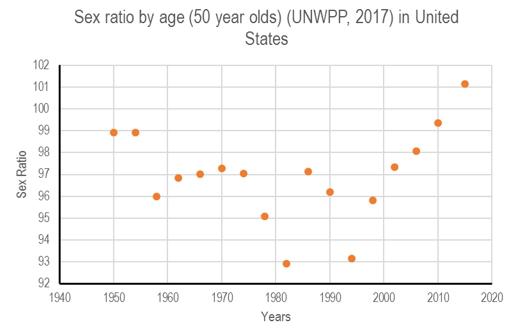 Sex ratio by age (50 year olds) (UNWPP, 2017) in United
States
102
101
100
99
98
97
96
95
94
93
92
Sex Ratio
1940 1950 1960 1970 1980 1990 2000 2010 2020
Years